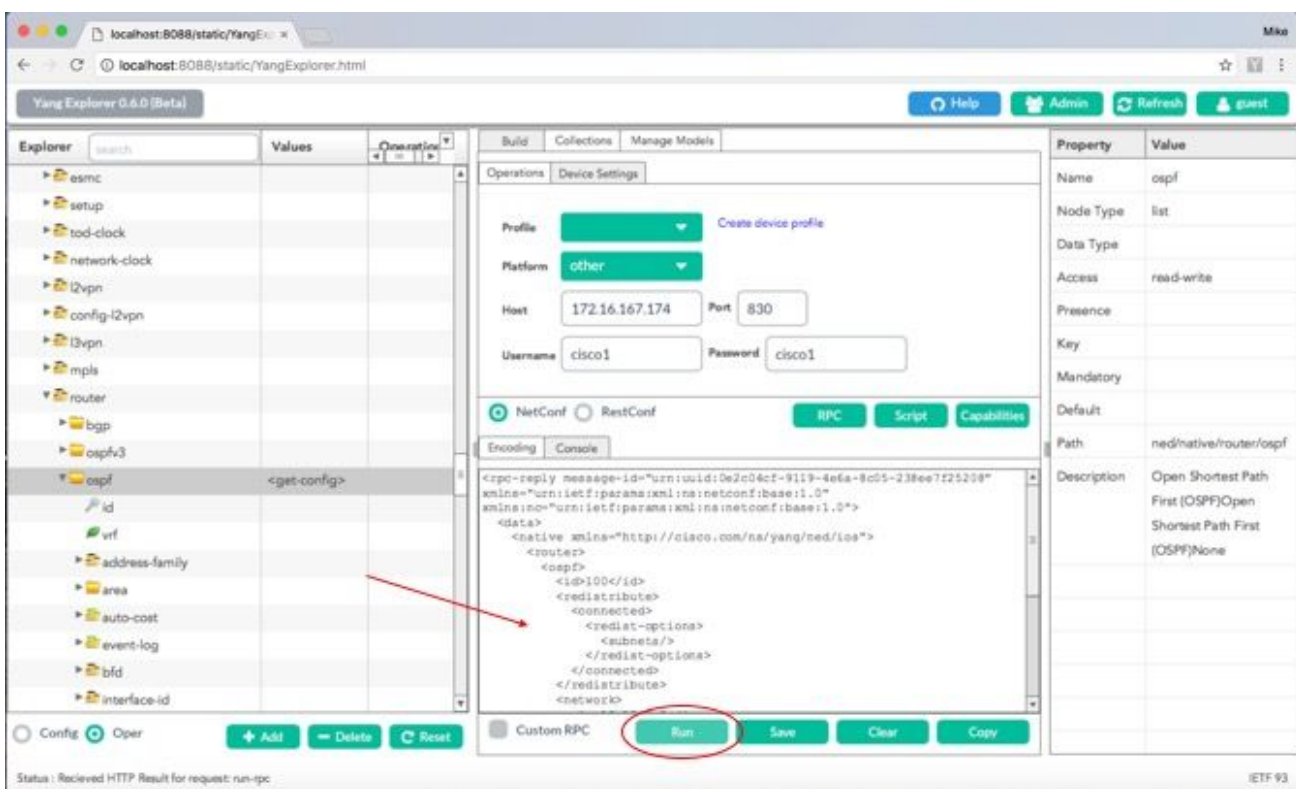 localhost:8088/static/YangE
Mike
localhost:8088/static/YangExplorer.html
Yang Explorer 0.6.0 (Beta)
Help
Admin
Refresh
guest
Explorer
search
Values
Operation
esmc
setup
tod-clock
network-clock
l2vpn
config-l2vpn
l3vpn
mpls
router
bgp
ospfv3
ospf <get-config>
id
vrf
address-family
area
auto-cost
event-log
bfd
interface-id
Config
Oper
Add
Delete
Reset
Build
Collections
Manage Models
Operations
Device Settings
Profile
Create device profile
Platform other
Host 172.16.167.174 Port 830
Username cisco1 Password cisco1
NetConf
RestConf
RPC
Script
Capabilities
Encoding
Console
<rpc-reply message-id="urn:uuid:0e2c04cf-9119-4e6a-8c05-238ee7f25208"
xmlns="urn:ietf:params:xml:ns:netconf:base:1.0"
xmlns:nc="urn:ietf:params:xml:ns:netconf:base:1.0">
<data>
<native xmlns="http://cisco.com/ns/yang/ned/ios">
<router>
<ospf>
<id>100</id>
<redistribute>
<connected>
<redist-options>
<subnets/>
</redist-options>
</connected>
</redistribute>
<network>
Custom RPC
Run
Save
Clear
Copy
Property Value
Name ospf
Node Type list
Data Type
Access read-write
Presence
Key
Mandatory
Default
Path ned/native/router/ospf
Description Open Shortest Path
First (OSPF)Open
Shortest Path First
(OSPF)None
Status : Recieved HTTP Result for request: run-rpc
IETF 93